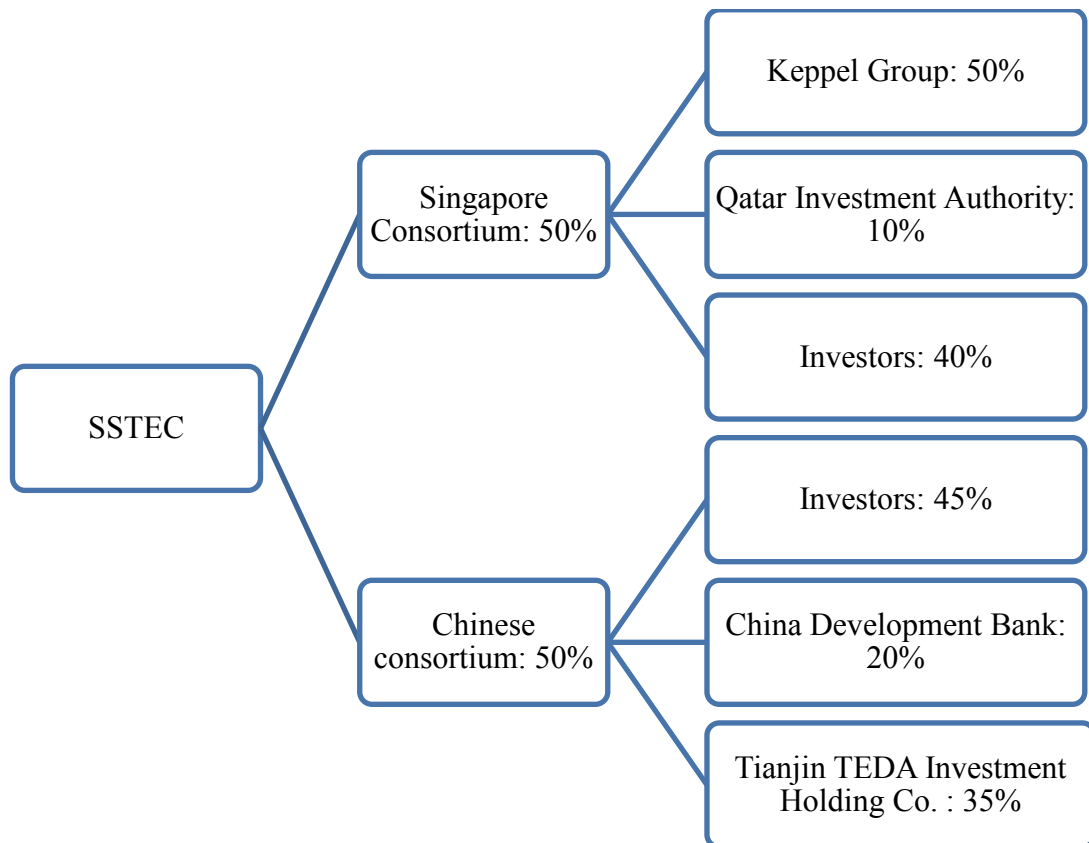 Keppel Group: 50%
Singapore
Consortium: 50%
Qatar Investment Authority:
10%
Investors: 40%
SSTEC
Investors: 45%
Chinese
consortium: 50%
China Development Bank:
20%
Tianjin TEDA Investment
Holding Co. : 35%